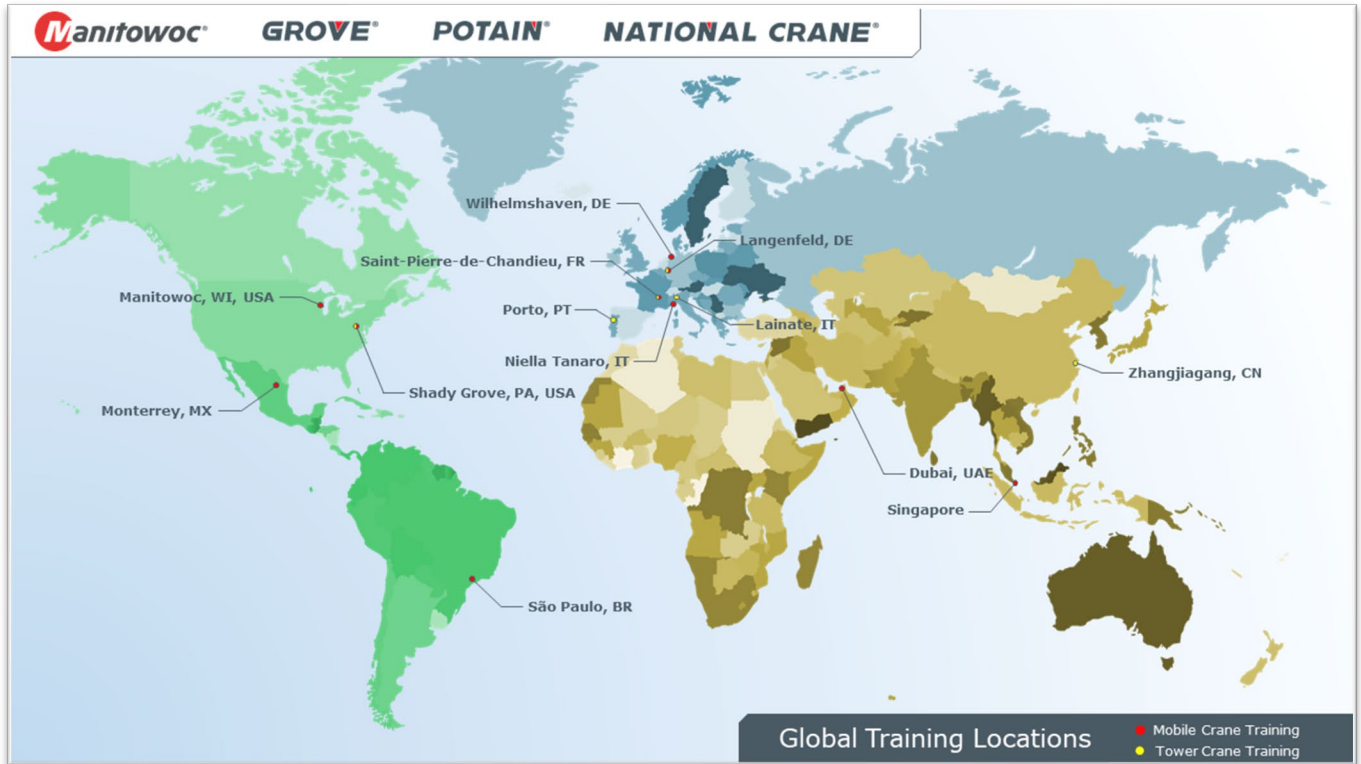 Manitowoc® GROVE® POTAIN® NATIONAL CRANE®
Wilhelmshaven, DE
Langenfeld, DE
Saint-Pierre-de-Chandieu, FR
Manitowoc, WI, USA
Porto, PT
Lainate, IT
Niella Tanaro, IT
Zhangjiagang, CN
Shady Grove, PA, USA
Monterrey, MX
Dubai, UAE
Singapore
São Paulo, BR
Global Training Locations
Mobile Crane Training
Tower Crane Training